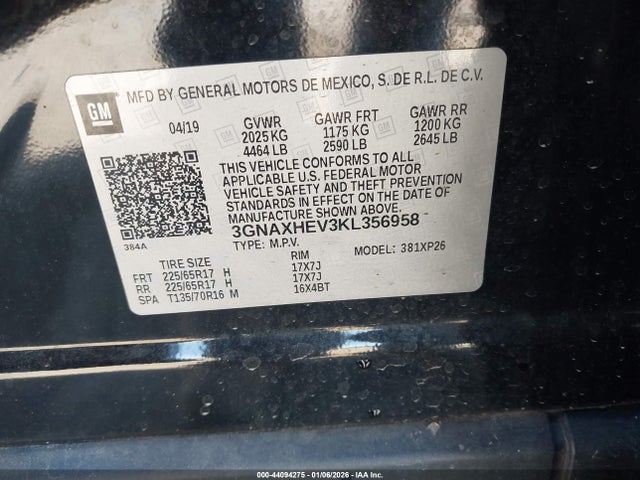 GM
MFD BY GENERAL MOTORS DE MEXICO, S. DE R.L. DE C.V.
04/19 GVWR GAWR FRT GAWR RR
2025 KG 1175 KG 1200 KG
4464 LB 2590 LB 2645 LB
THIS VEHICLE CONFORMS TO ALL
APPLICABLE U.S. FEDERAL MOTOR
VEHICLE SAFETY AND THEFT PREVENTION
STANDARDS IN EFFECT ON THE DATE OF
MANUFACTURE SHOWN ABOVE.
3GNAXHEV3KL356958
384A TYPE: M.P.V. MODEL: 381XP26
TIRE SIZE RIM
FRT 225/65R17 H 17X7J
RR 225/65R17 H 17X7J
SPA T135/70R16 M 16X4BT
000-44094275 - 01/06/2026 - IAA Inc.